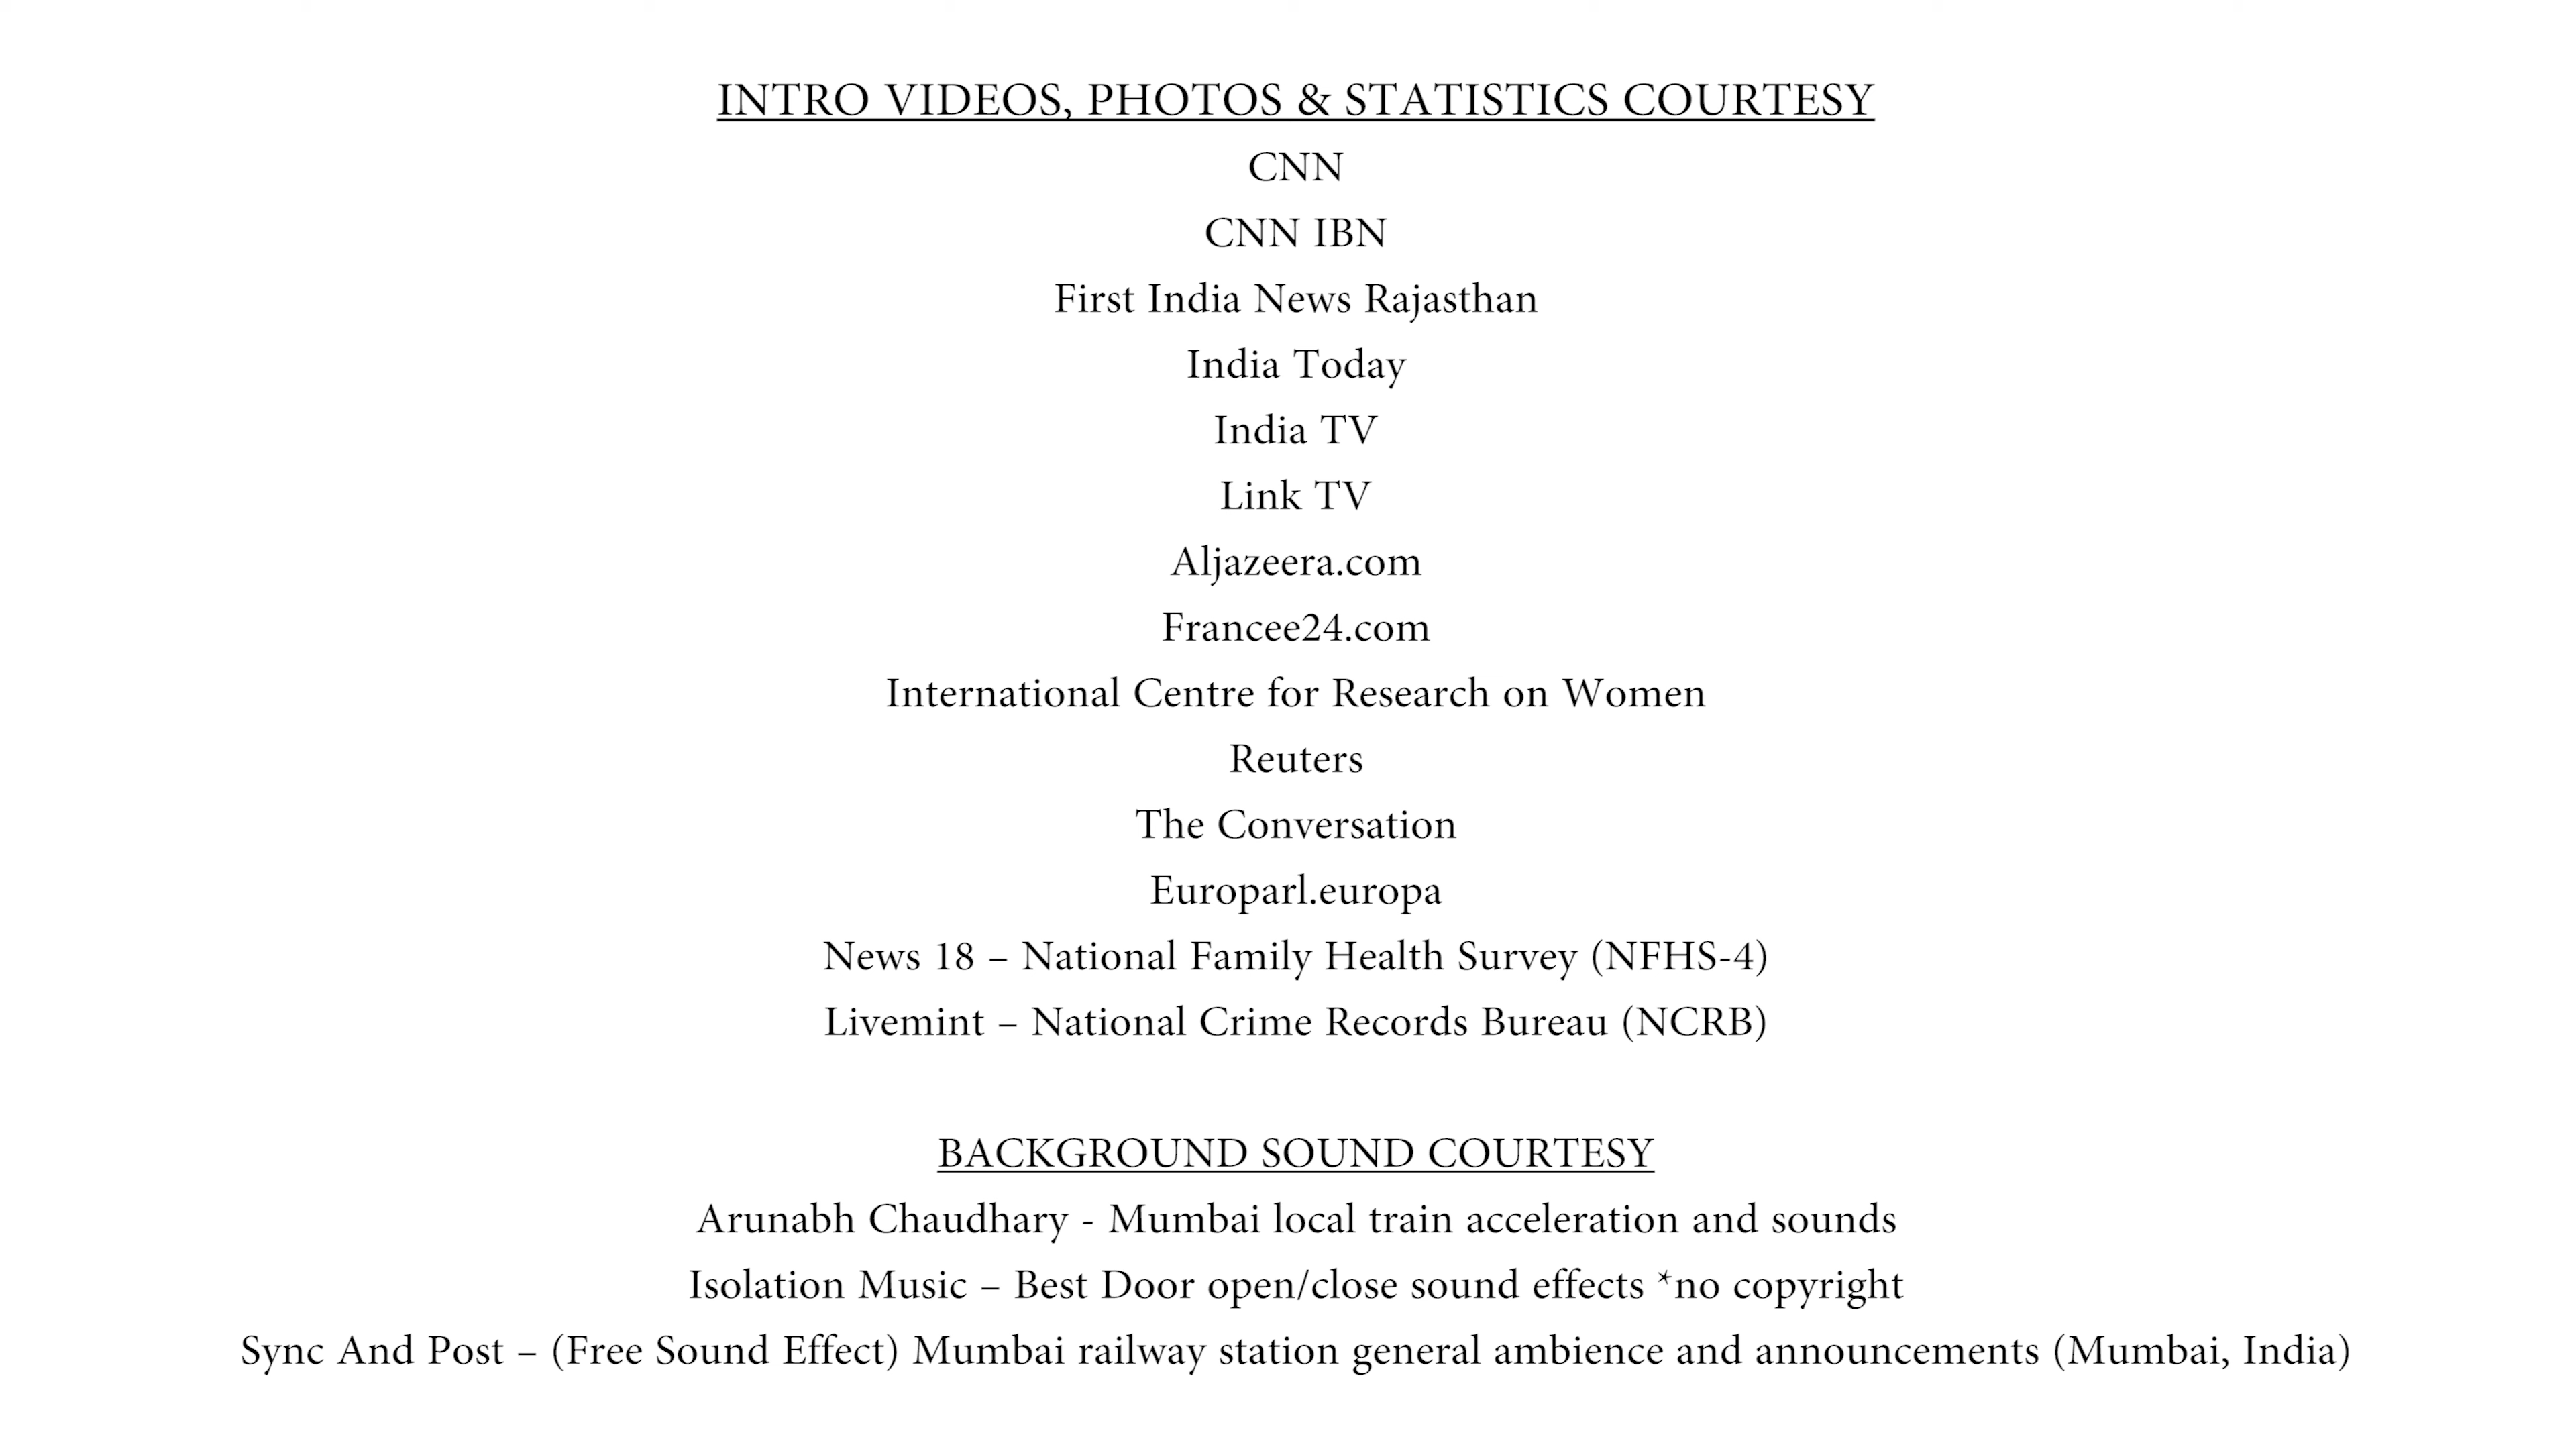 INTRO VIDEOS, PHOTOS & STATISTICS COURTESY
CNN
CNN IBN
First India News Rajasthan
India Today
India TV
Link TV
Aljazeera.com
Francee24.com
International Centre for Research on Women
Reuters
The Conversation
Europarl.europa
News 18 – National Family Health Survey (NFHS-4)
Livemint – National Crime Records Bureau (NCRB)
BACKGROUND SOUND COURTESY
Arunabh Chaudhary - Mumbai local train acceleration and sounds
Isolation Music – Best Door open/close sound effects *no copyright
Sync And Post – (Free Sound Effect) Mumbai railway station general ambience and announcements (Mumbai, India)